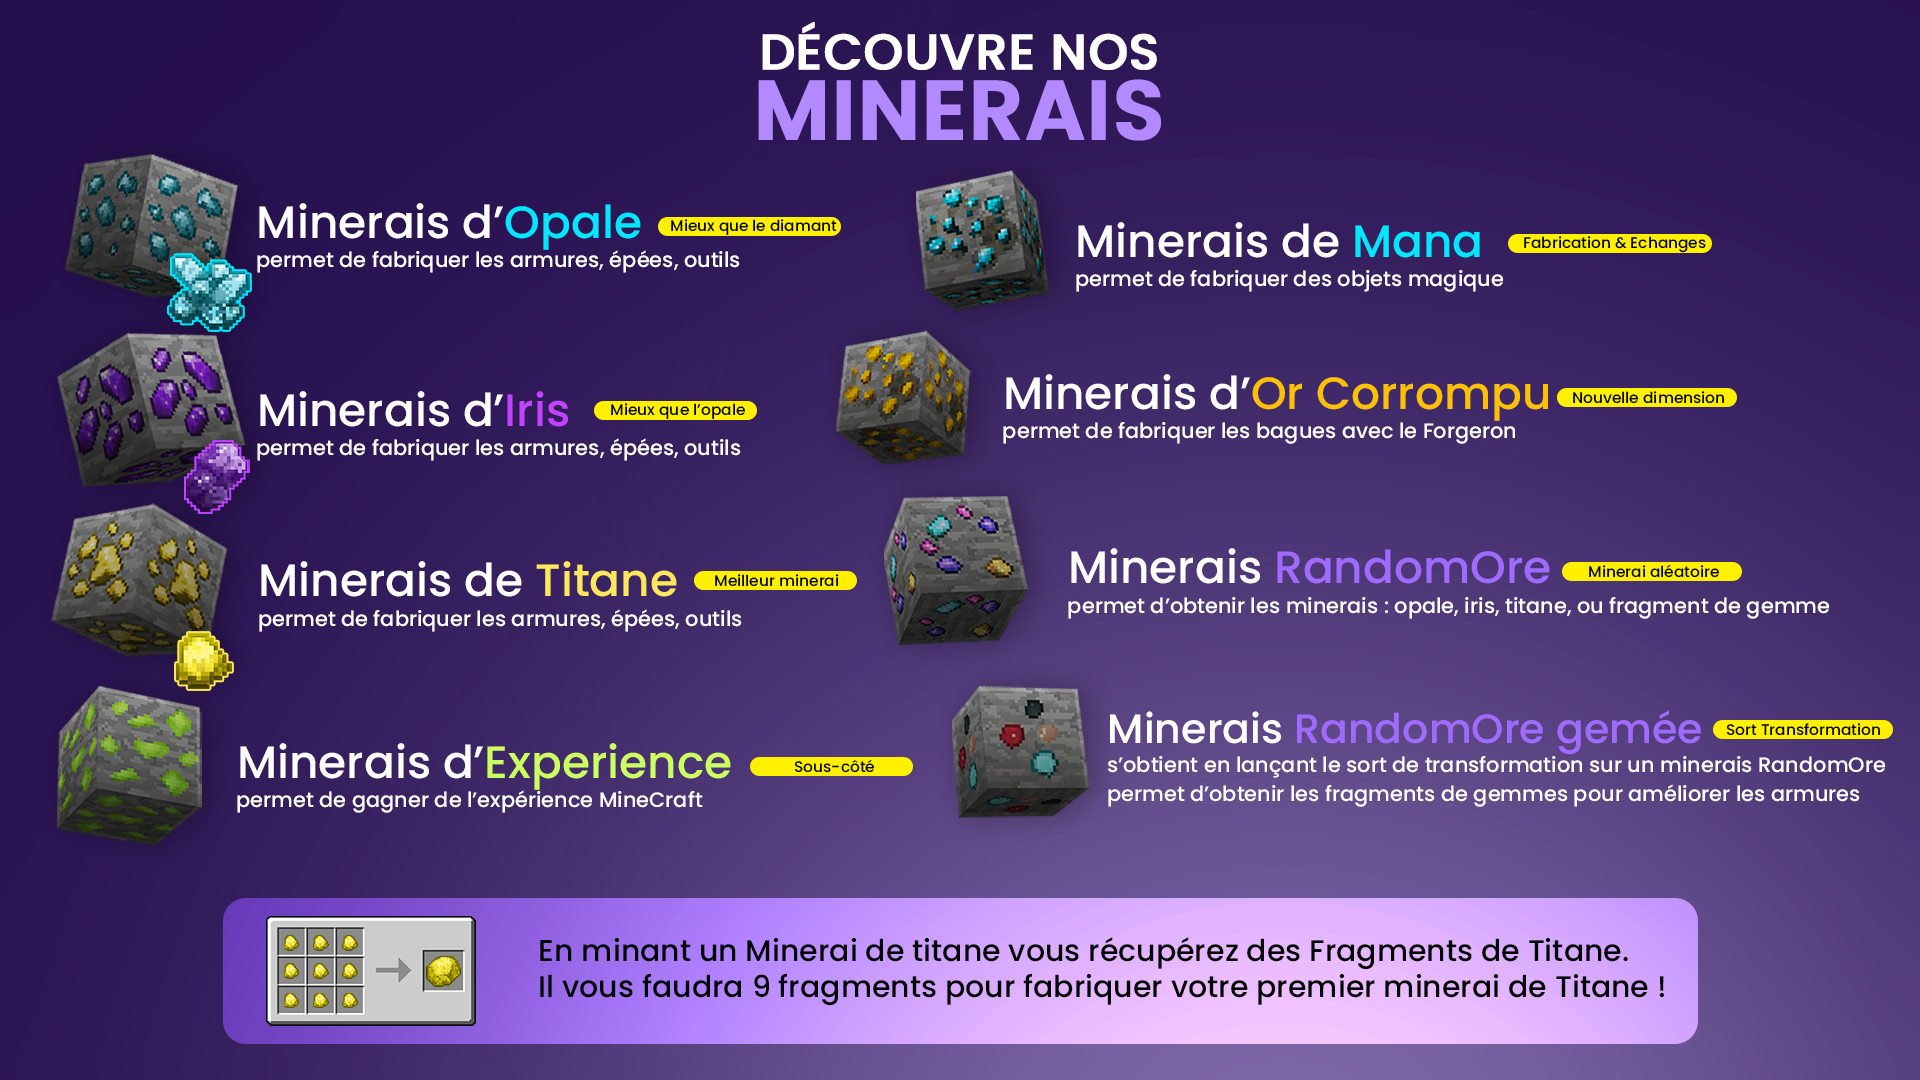 DÉCOUVRE NOS
MINERAIS
Minerais d’Opale
Mieux que le diamant
permet de fabriquer les armures, épées, outils
Minerais d’Iris
Mieux que l’opale
permet de fabriquer les armures, épées, outils
Minerais de Titane
Meilleur minerai
permet de fabriquer les armures, épées, outils
Minerais d’Experience
Sous-côté
permet de gagner de l’expérience MineCraft
Minerais de Mana
Fabrication & Echanges
permet de fabriquer des objets magique
Minerais d’Or Corrompu
Nouvelle dimension
permet de fabriquer les bagues avec le Forgeron
Minerais RandomOre
Minerai aléatoire
permet d’obtenir les minerais : opale, iris, titane, ou fragment de gemme
Minerais RandomOre gemée
Sort Transformation
s’obtient en lançant le sort de transformation sur un minerais RandomOre
permet d’obtenir les fragments de gemmes pour améliorer les armures
En minant un Minerai de titane vous récupérez des Fragments de Titane.
Il vous faudra 9 fragments pour fabriquer votre premier minerai de Titane !